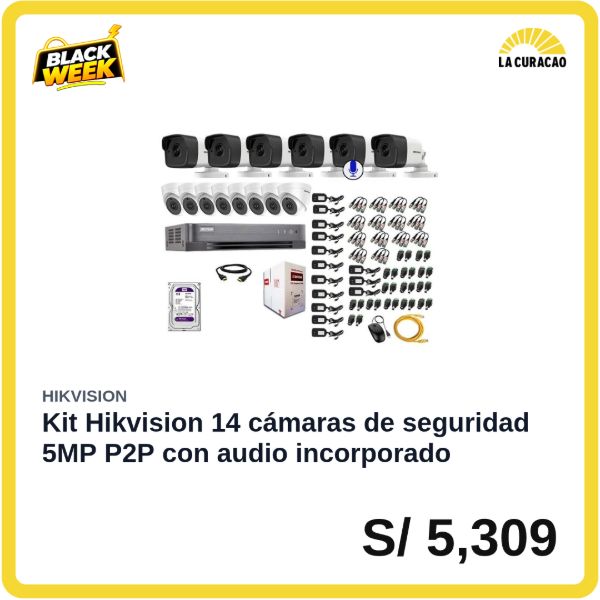 BLACK
WEEK
LA CURACAO
HIKVISION
Kit Hikvision 14 cámaras de seguridad
5MP P2P con audio incorporado
S/ 5,309